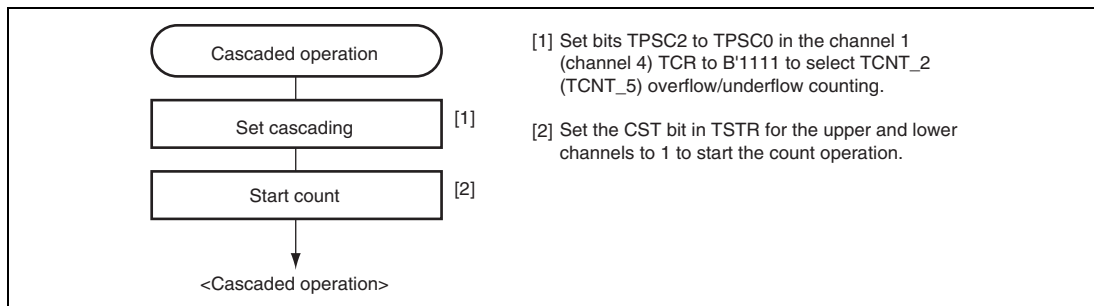 Cascaded operation
Set cascading
[1]
Start count
[2]
<Cascaded operation>
[1] Set bits TPSC2 to TPSC0 in the channel 1
(channel 4) TCR to B'1111 to select TCNT_2
(TCNT_5) overflow/underflow counting.
[2] Set the CST bit in TSTR for the upper and lower
channels to 1 to start the count operation.